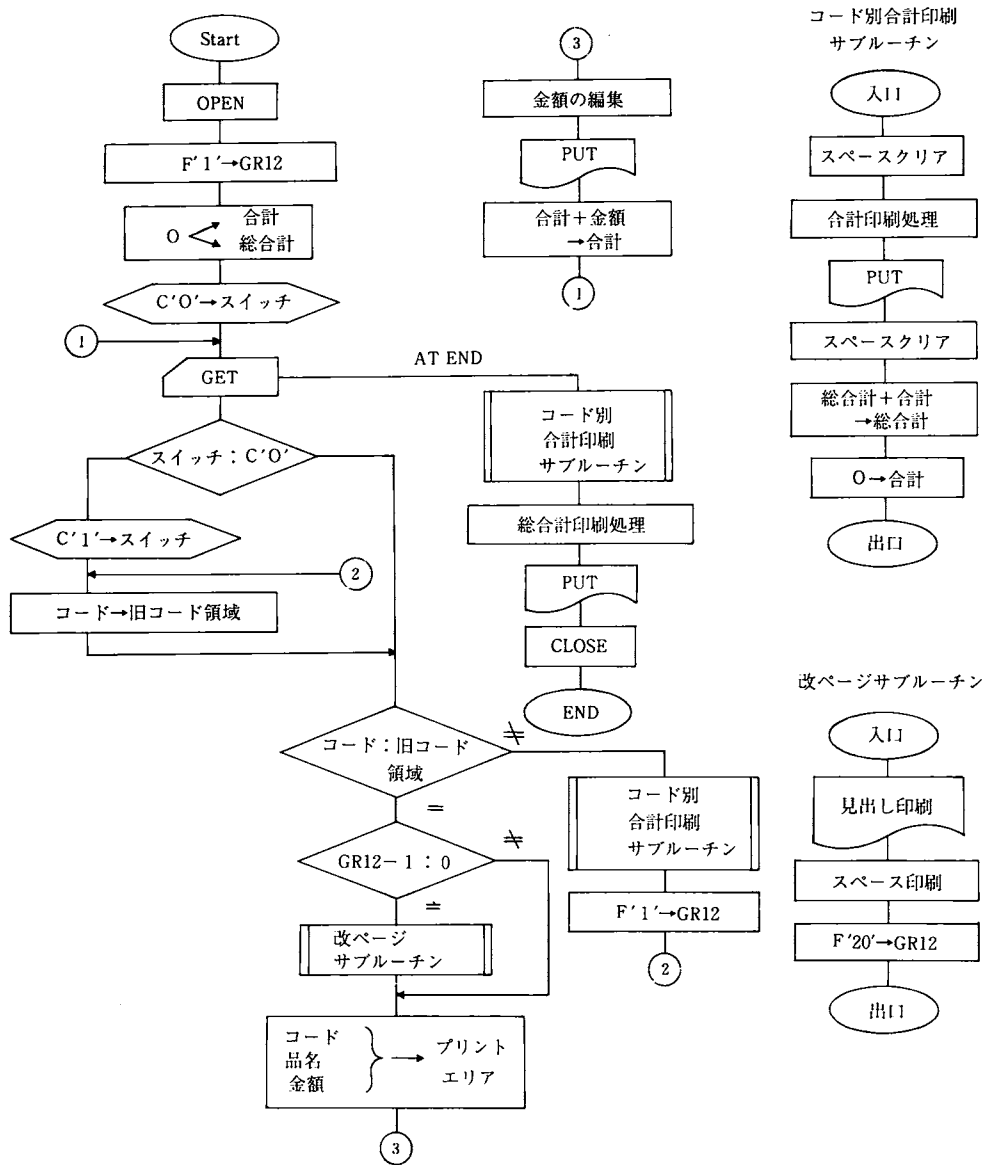 Start
OPEN
F'1'→GR12
O
合計
総合計
C'O'→スイッチ
1
GET
AT END
スイッチ：C'O'
C'1'→スイッチ
2
コード→旧コード領域
コード別
合計印刷
サブルーチン
総合計印刷処理
PUT
CLOSE
END
コード：旧コード
領域
≠
=
GR12－1：0
≠
=
改ページ
サブルーチン
コード
品名
金額
→ プリント
エリア
3
コード別
合計印刷
サブルーチン
F'1'→GR12
2
3
金額の編集
PUT
合計＋金額
→合計
1
コード別合計印刷
サブルーチン
入口
スペースクリア
合計印刷処理
PUT
スペースクリア
総合計＋合計
→総合計
O→合計
出口
改ページサブルーチン
入口
見出し印刷
スペース印刷
F'20'→GR12
出口